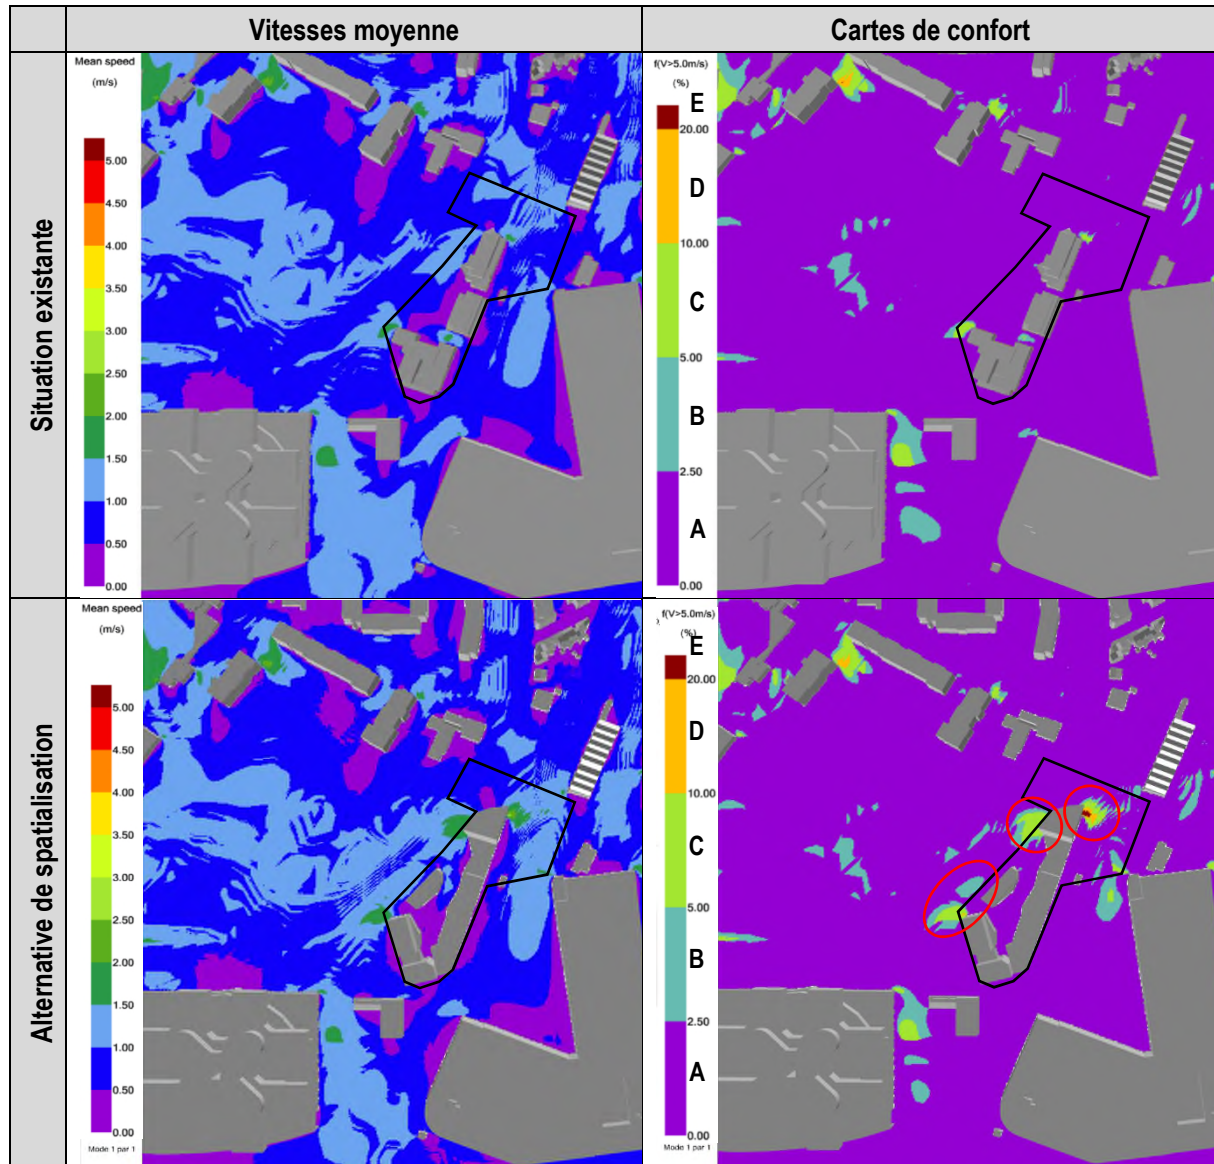 Vitesses moyenne
Cartes de confort
Situation existante
Mean speed
(m/s)
5.00
4.50
4.00
3.50
3.00
2.50
2.00
1.50
1.00
0.50
0.00
f(V>5.0m/s)
(%)
E
20.00
D
10.00
C
5.00
B
2.50
A
0.00
Alternative de spatialisation
Mean speed
(m/s)
5.00
4.50
4.00
3.50
3.00
2.50
2.00
1.50
1.00
0.50
0.00
Mode 1 par 1
f(V>5.0m/s)
(%)
E
20.00
D
10.00
C
5.00
B
2.50
A
0.00
Mode 1 par 1